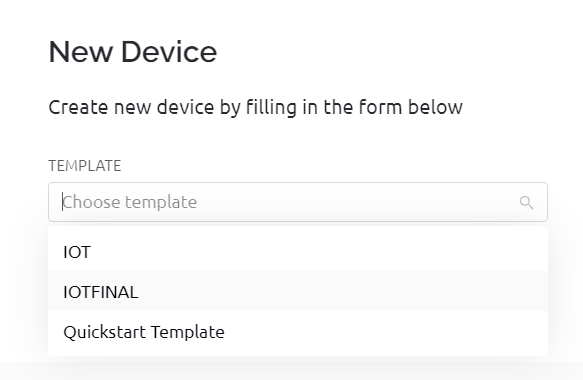 New Device
Create new device by filling in the form below
TEMPLATE
Choose template
IOT
IOTFINAL
Quickstart Template